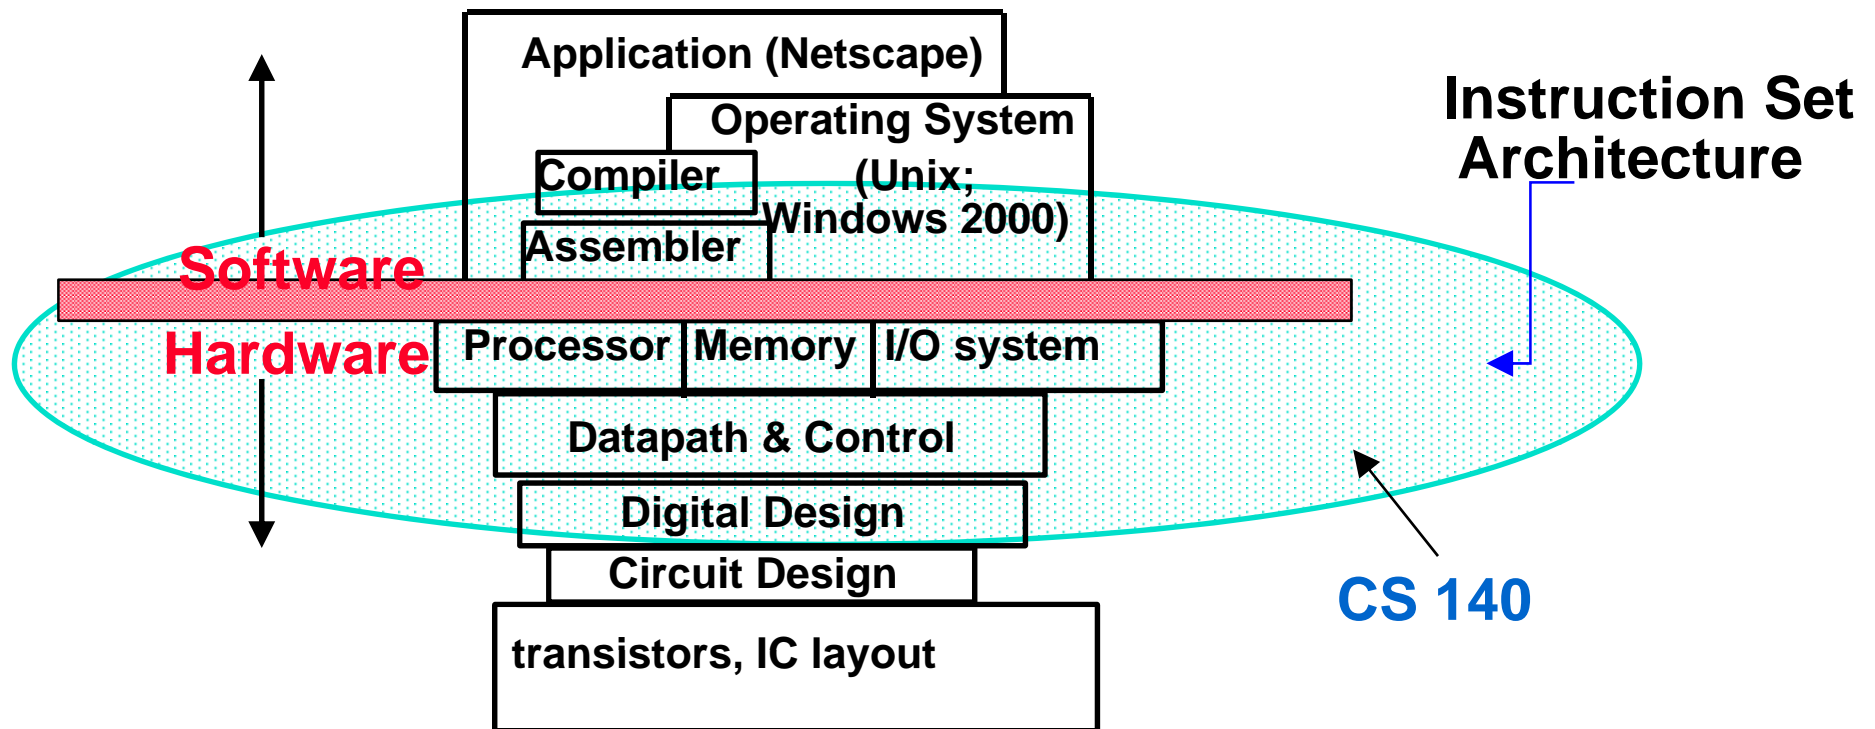 Application (Netscape)
Operating System
(Unix;
Windows 2000)
Compiler
Assembler
Instruction Set
Architecture
Software
Hardware
Processor
Memory
I/O system
Datapath & Control
Digital Design
Circuit Design
transistors, IC layout
CS 140